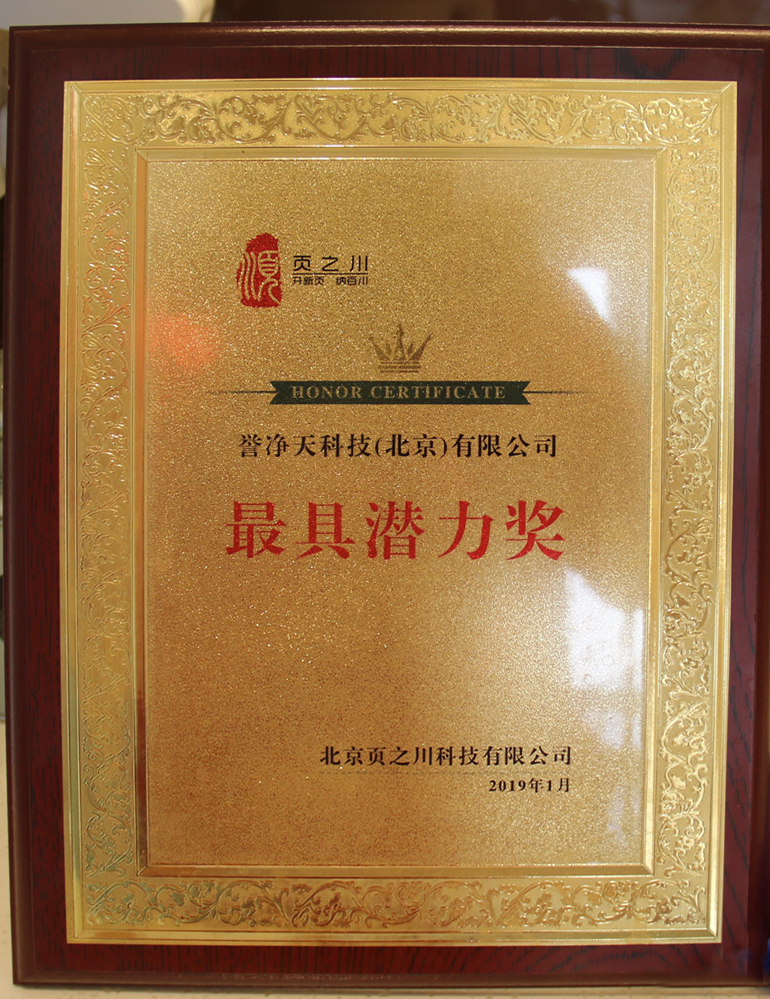 页之川
开新页 纳百川
HONOR CERTIFICATE
誉净天科技(北京)有限公司
最具潜力奖
北京页之川科技有限公司
2019年1月